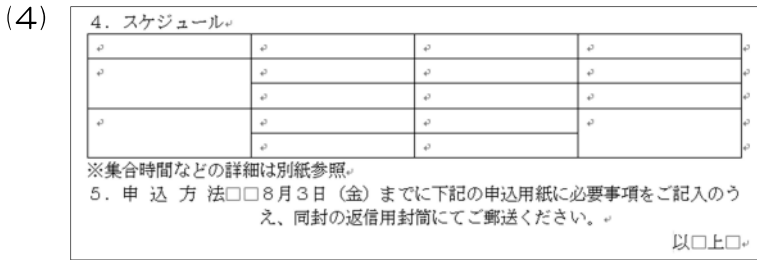 (4)
4．スケジュール↵
↵ ↵ ↵ ↵ ↵
↵ ↵ ↵ ↵ ↵
↵ ↵ ↵ ↵
↵ ↵ ↵ ↵ ↵
↵ ↵ ↵
※集合時間などの詳細は別紙参照↵
5．申 込 方 法□□8月3日（金）までに下記の申込用紙に必要事項をご記入のう
え、同封の返信用封筒にてご郵送ください。↵
以□上□↵